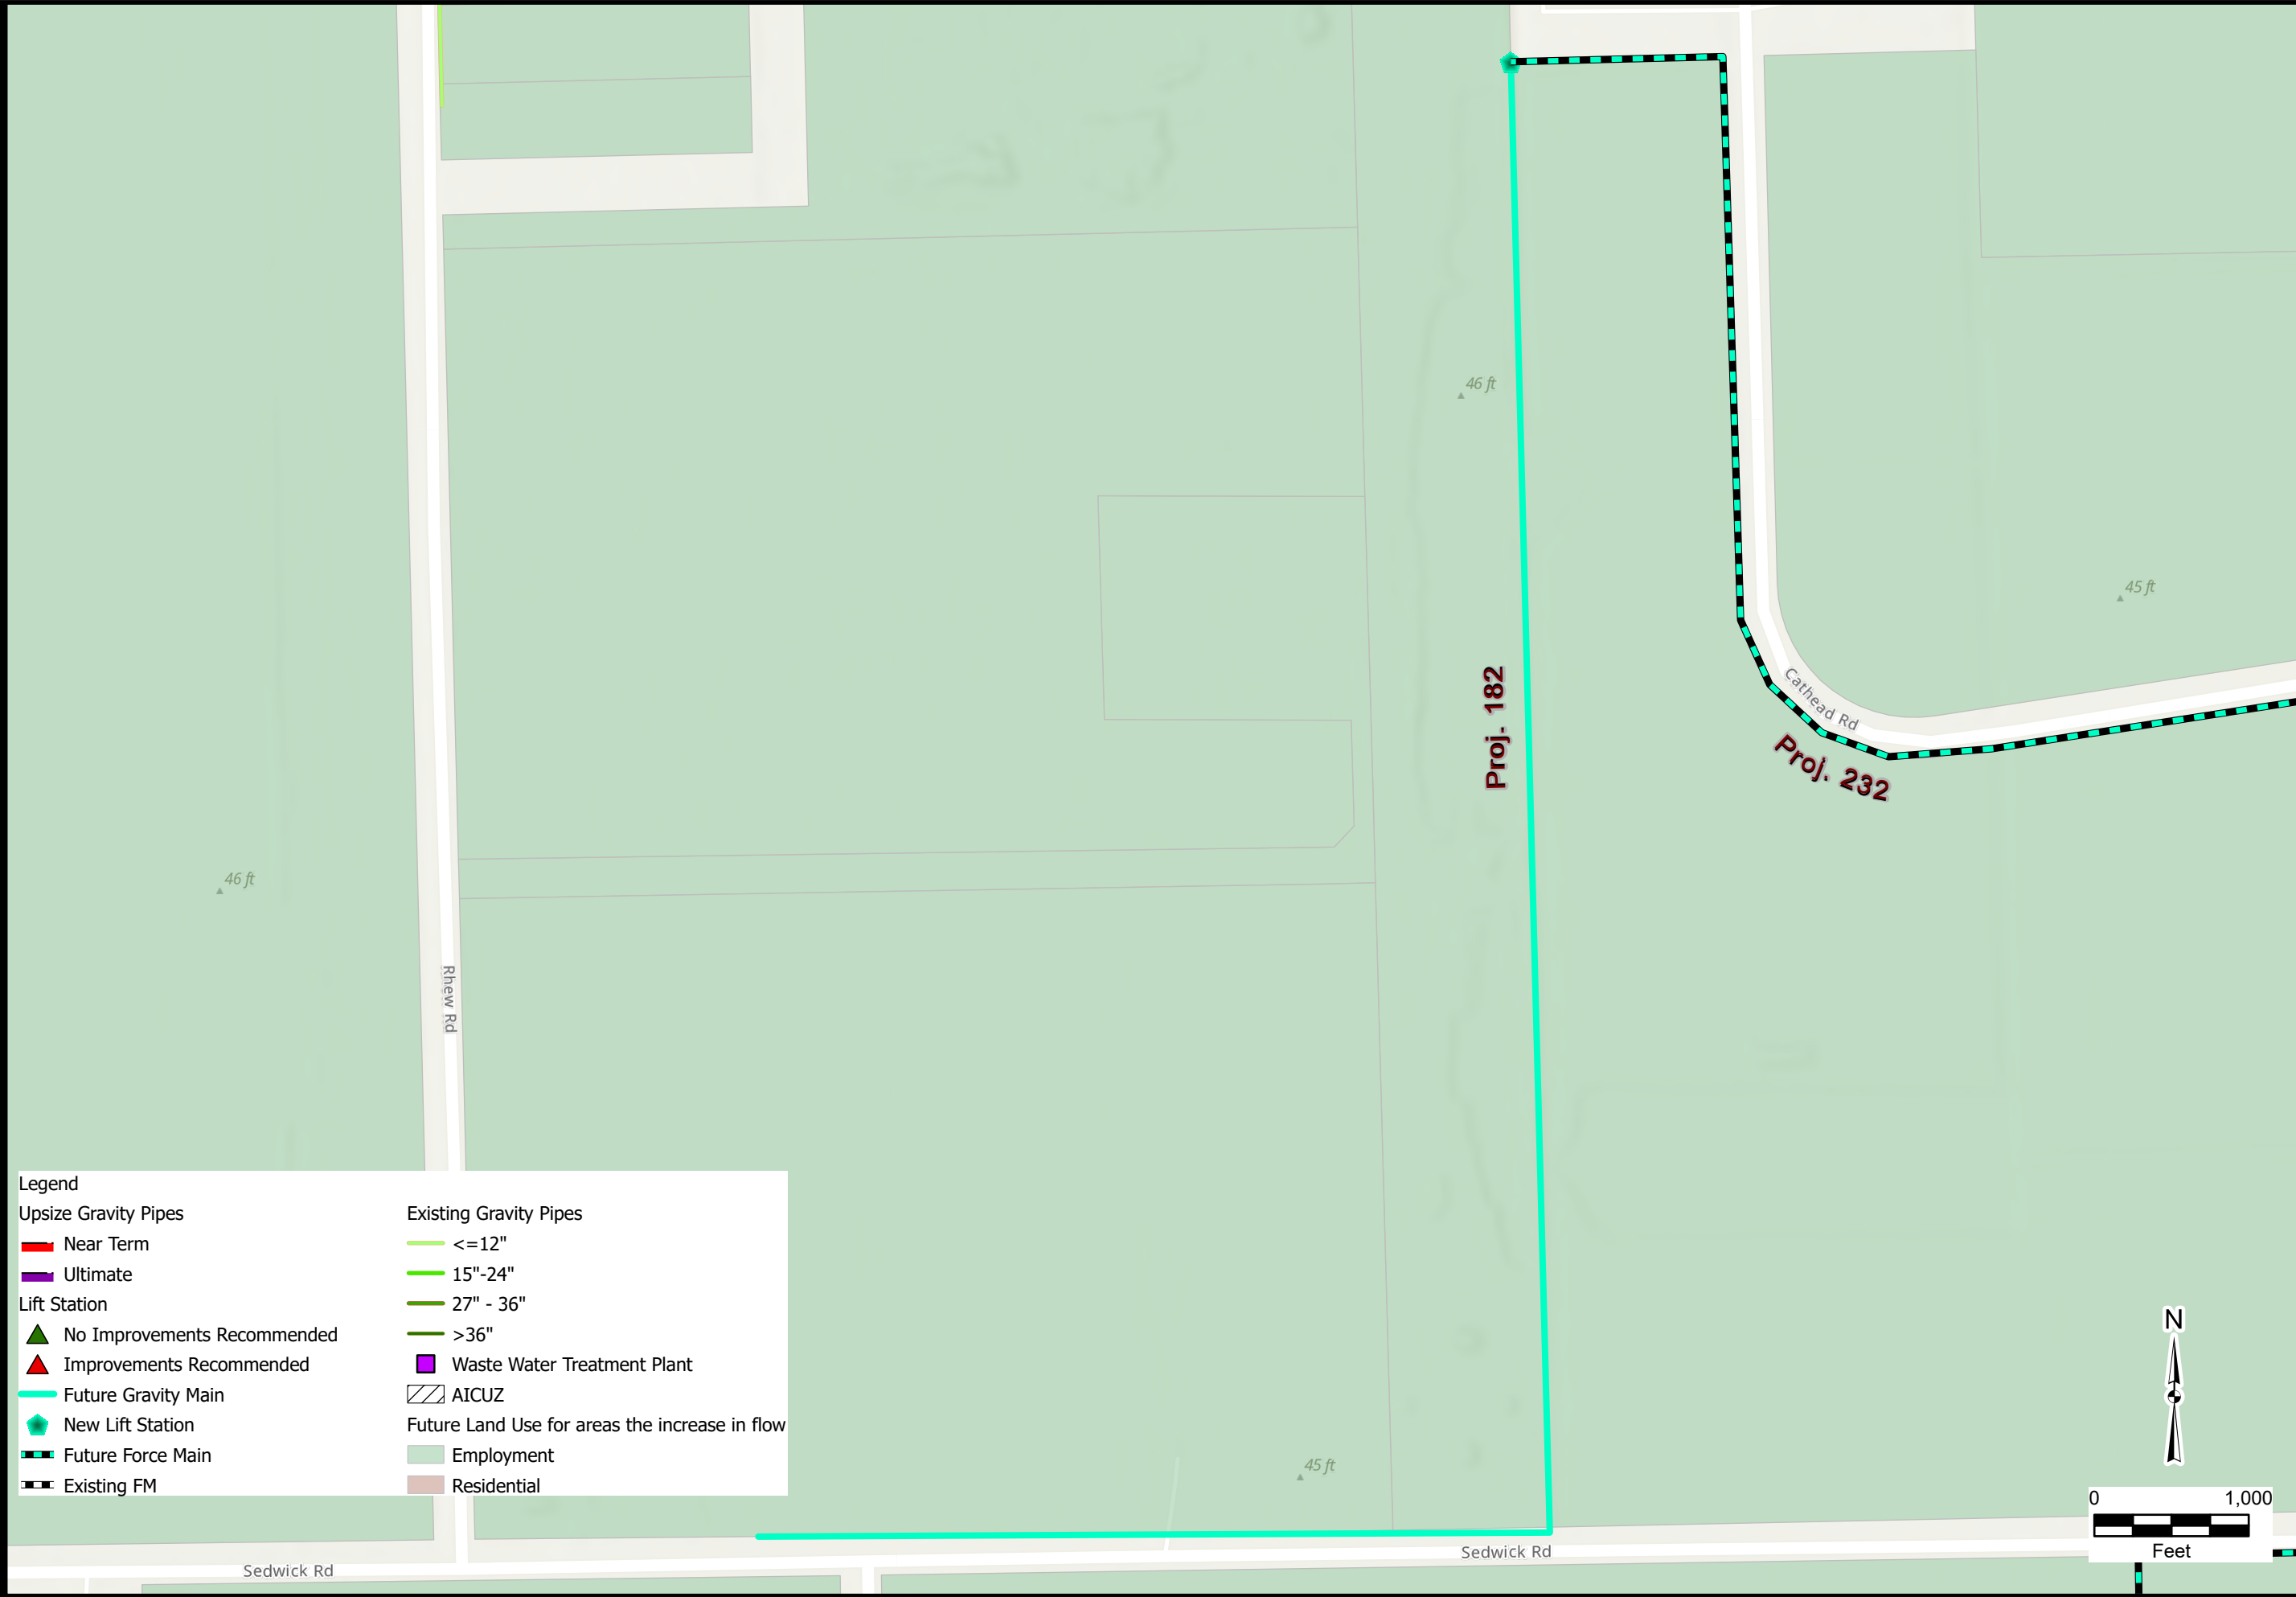 46 ft
45 ft
Proj. 182
Cathead Rd
Proj. 232
46 ft
Rhew Rd
Legend
Upsize Gravity Pipes
Near Term
Ultimate
Lift Station
No Improvements Recommended
Improvements Recommended
Future Gravity Main
New Lift Station
Future Force Main
Existing FM
Existing Gravity Pipes
<=12"
15"-24"
27" - 36"
>36"
Waste Water Treatment Plant
AICUZ
Future Land Use for areas the increase in flow
Employment
Residential
45 ft
N
0 1,000
Feet
Sedwick Rd
Sedwick Rd